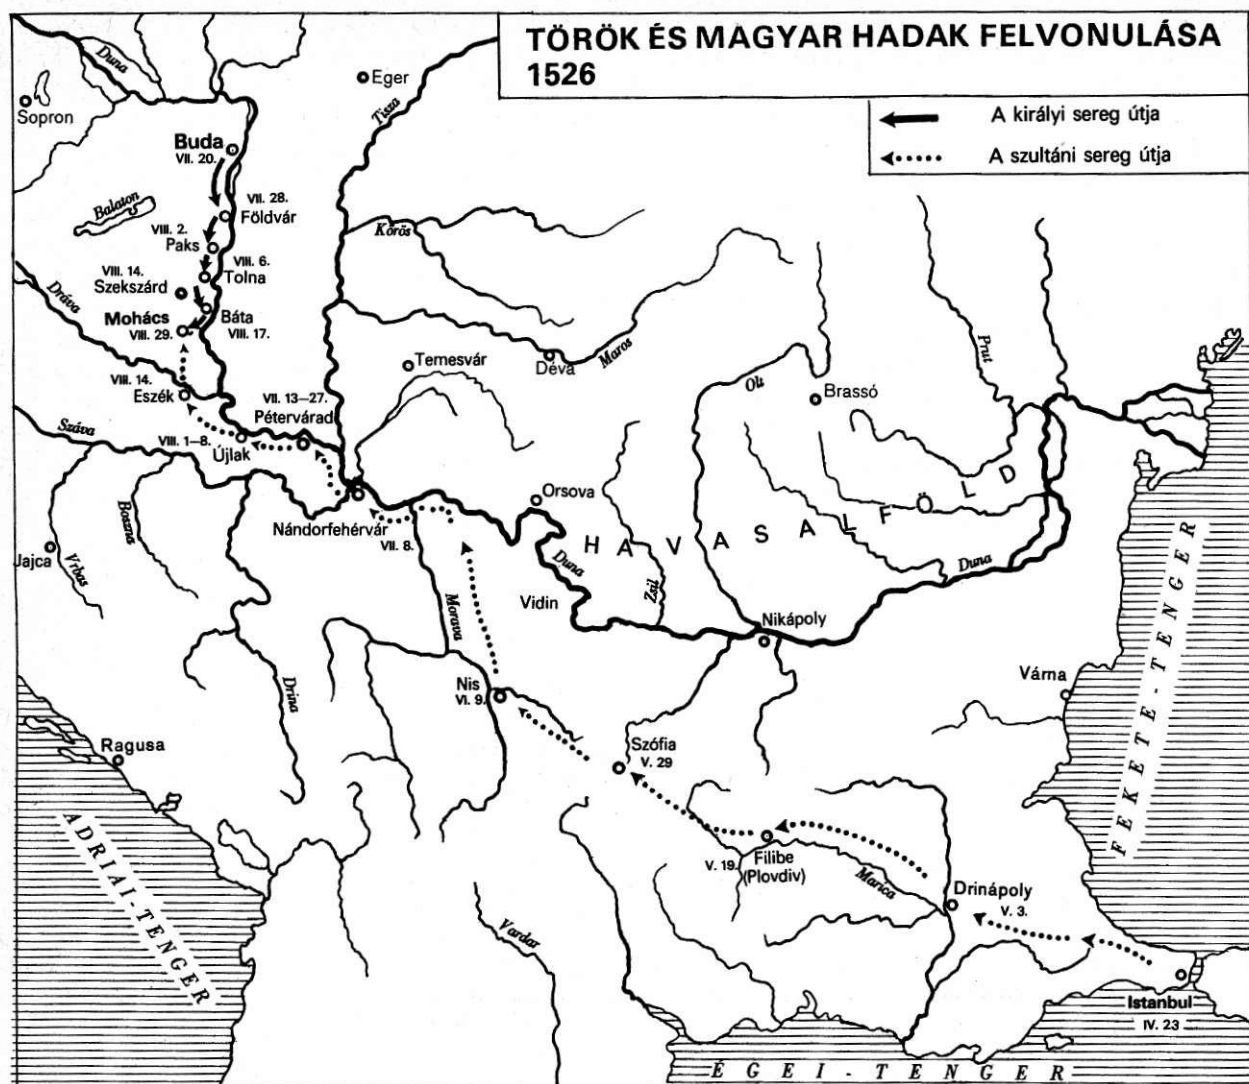 TÖRÖK ÉS MAGYAR HADAK FELVONULÁSA
1526
A királyi sereg útja
A szultáni sereg útja
Duna
Sopron
Eger
Tisza
Buda
VII. 20.
Balaton
VII. 28.
Földvár
VIII. 2.
Paks
VIII. 6.
Tolna
VIII. 14.
Szekszárd
Báta
VIII. 17.
Mohács
VIII. 29.
Dráva
Körös
Maros
Déva
Temesvár
Olt
Brassó
Prut
VIII. 14.
Eszék
VII. 13—27.
Pétervárad
VIII. 1—8.
Újlak
Száva
Boszna
Vrbas
Jajca
Nándorfehérvár
VII. 8.
Orsova
HAVASALFÖLD
Duna
Duna
Zsil
Vidin
Nikápoly
Morava
Drina
Nis
VI. 9.
Szófia
V. 29
Várna
Ragusa
V. 19.
Filibe
(Plovdiv)
Marica
Drinápoly
V. 3.
Vardar
Istanbul
IV. 23
ADRIAI-TENGER
FEKETE-TENGER
ÉGEI-TENGER